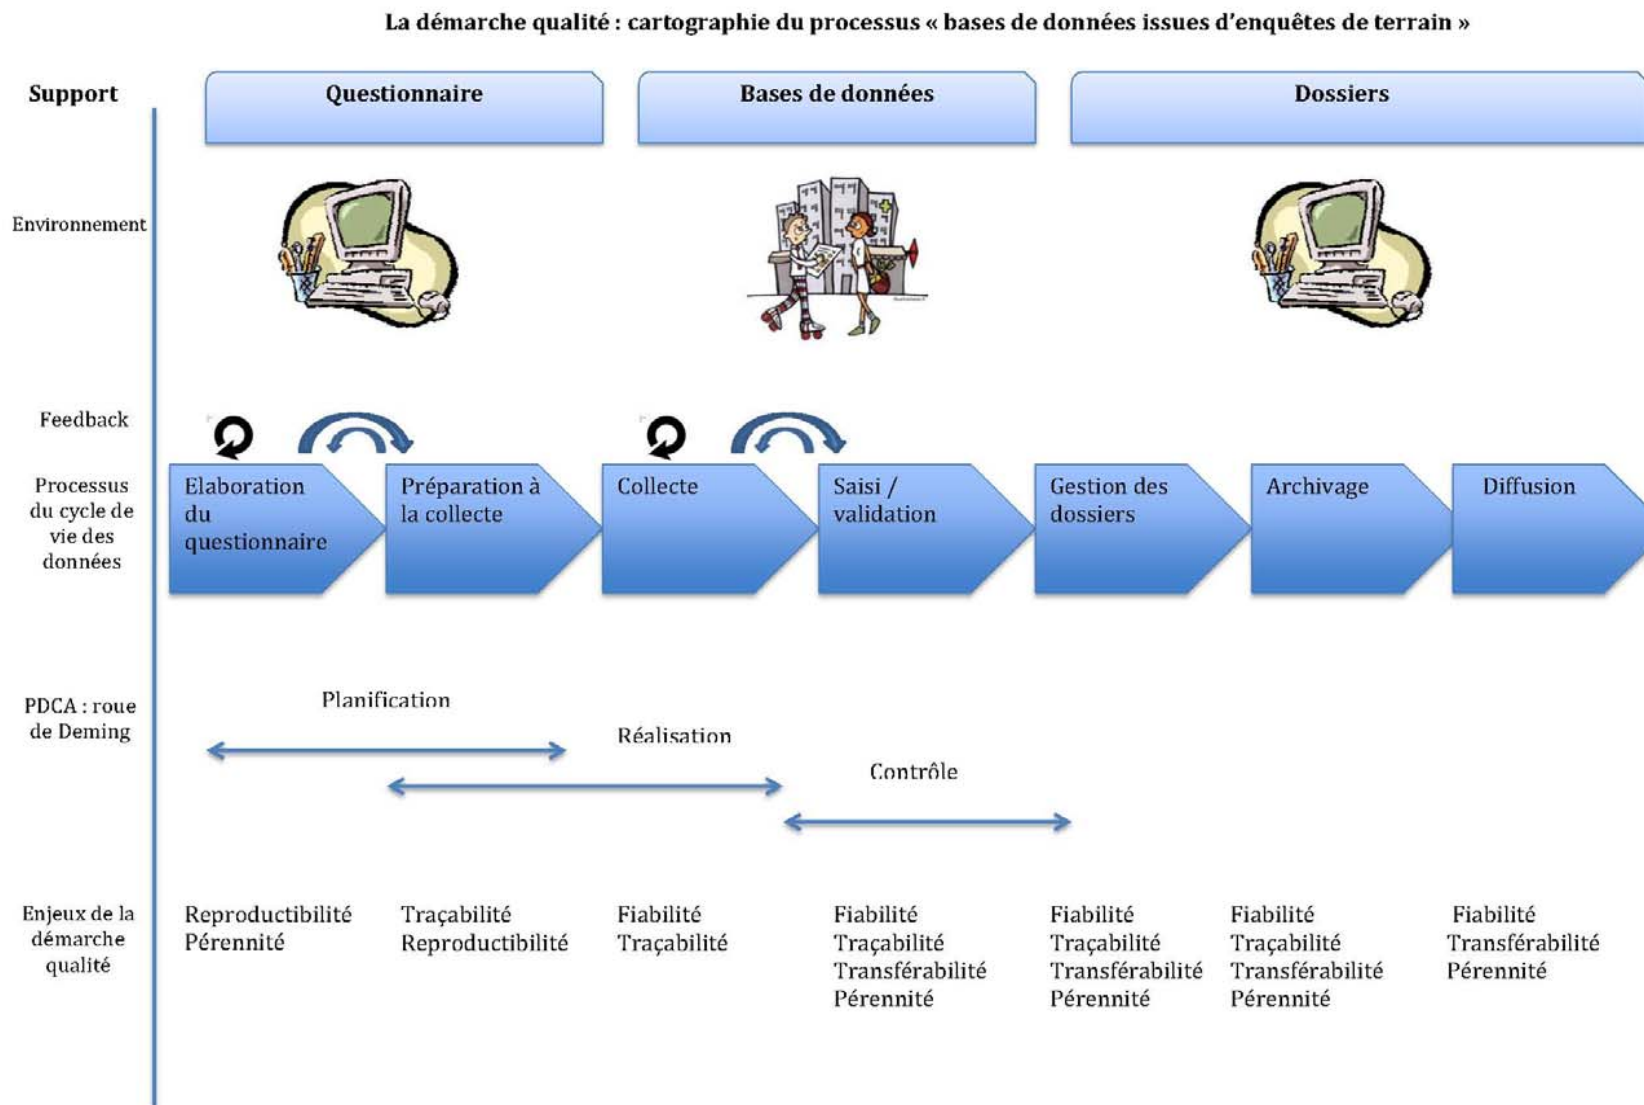 La démarche qualité : cartographie du processus « bases de données issues d'enquêtes de terrain »
Support
Questionnaire
Bases de données
Dossiers
Environnement
Feedback
Processus
du cycle de
vie des
données
Elaboration
du
questionnaire
Préparation à
la collecte
Collecte
Saisi /
validation
Gestion des
dossiers
Archivage
Diffusion
PDCA : roue
de Deming
Planification
Réalisation
Contrôle
Enjeux de la
démarche
qualité
Reproductibilité
Pérennité
Traçabilité
Reproductibilité
Fiabilité
Traçabilité
Fiabilité
Traçabilité
Transférabilité
Pérennité
Fiabilité
Traçabilité
Transférabilité
Pérennité
Fiabilité
Traçabilité
Transférabilité
Pérennité
Fiabilité
Transférabilité
Pérennité